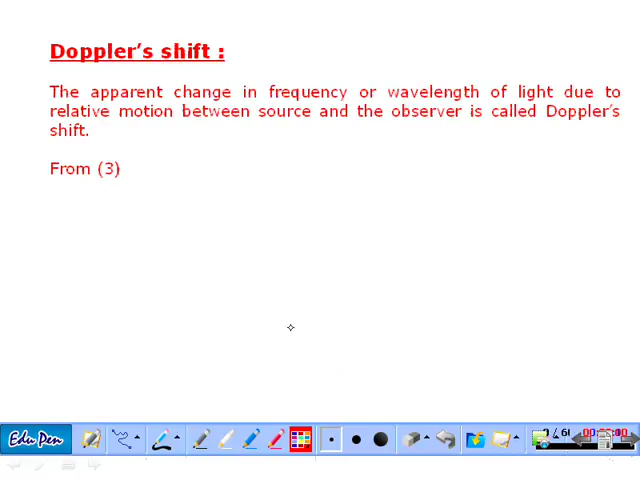 Doppler's shift :
The apparent change in frequency or wavelength of light due to
relative motion between source and the observer is called Doppler's
shift.
From (3)
Edu Pen